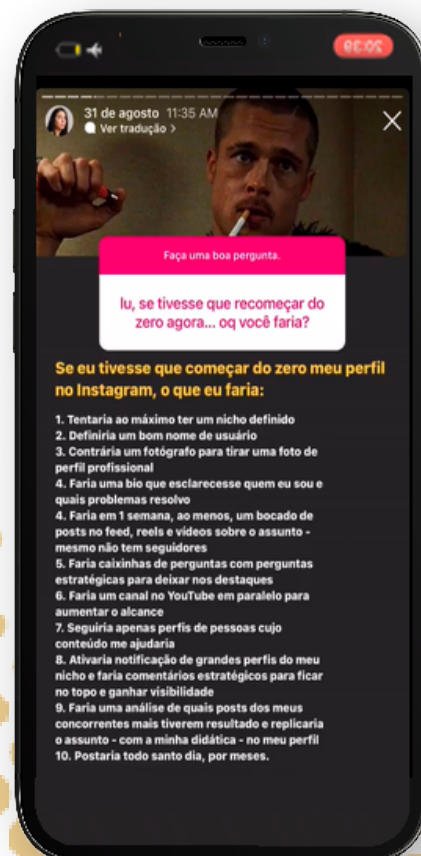 20:39
31 de agosto 11:35 AM
Ver tradução >
Faça uma boa pergunta.
Iu, se tivesse que recomeçar do
zero agora... oq você faria?
Se eu tivesse que começar do zero meu perfil
no Instagram, o que eu faria:
1. Tentaria ao máximo ter um nicho definido
2. Definiria um bom nome de usuário
3. Contrária um fotógrafo para tirar uma foto de
perfil profissional
4. Faria uma bio que esclarecesse quem eu sou e
quais problemas resolvo
4. Faria em 1 semana, ao menos, um bocado de
posts no feed, reels e vídeos sobre o assunto -
mesmo não tem seguidores
5. Faria caixinhas de perguntas com perguntas
estratégicas para deixar nos destaques
6. Faria um canal no YouTube em paralelo para
aumentar o alcance
7. Seguiria apenas perfis de pessoas cujo
conteúdo me ajudaria
8. Ativaria notificação de grandes perfis do meu
nicho e faria comentários estratégicos para ficar
no topo e ganhar visibilidade
9. Faria uma análise de quais posts dos meus
concorrentes mais tiverem resultado e replicaria
o assunto - com a minha didática - no meu perfil
10. Postaria todo santo dia, por meses.